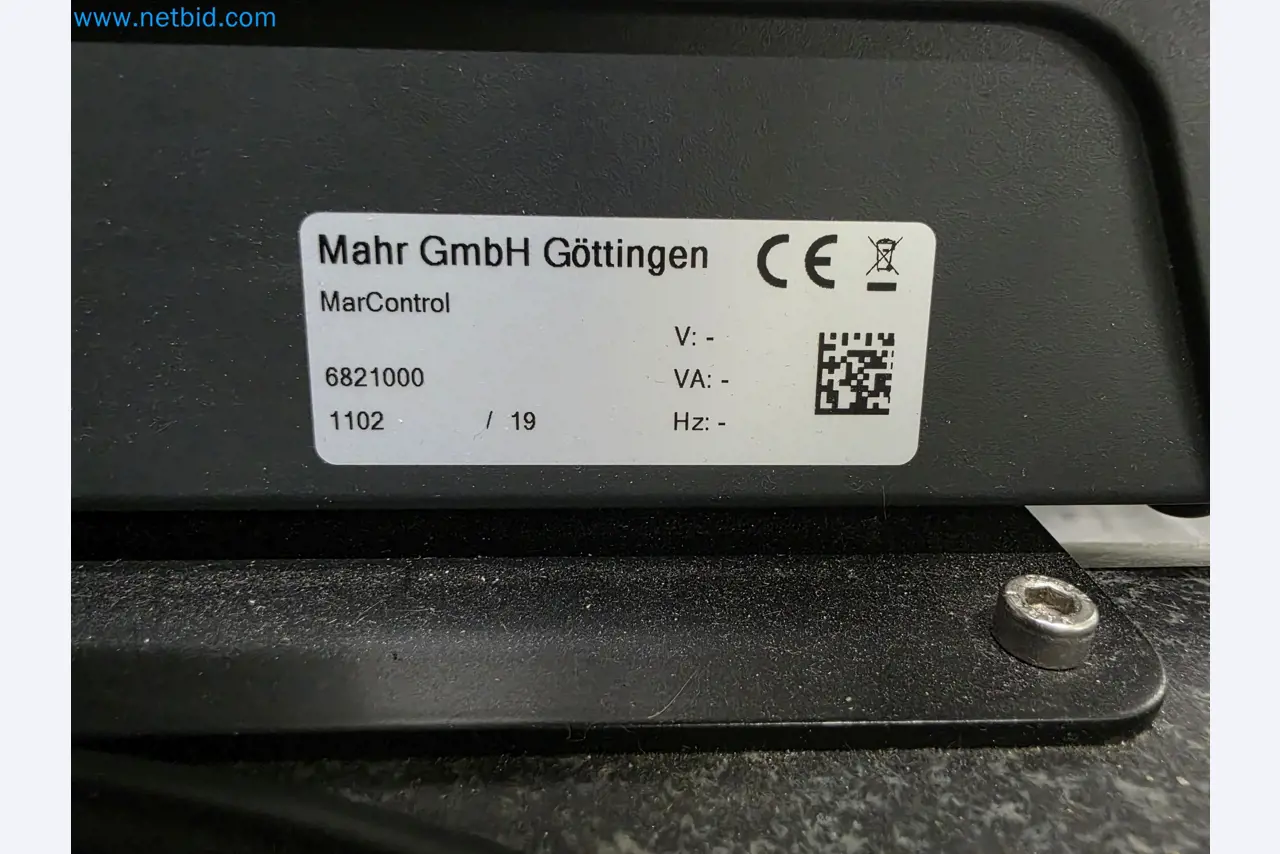 www.netbid.com
Mahr GmbH Göttingen
CE
MarControl
V: -
6821000
VA: -
1102 / 19
Hz: -